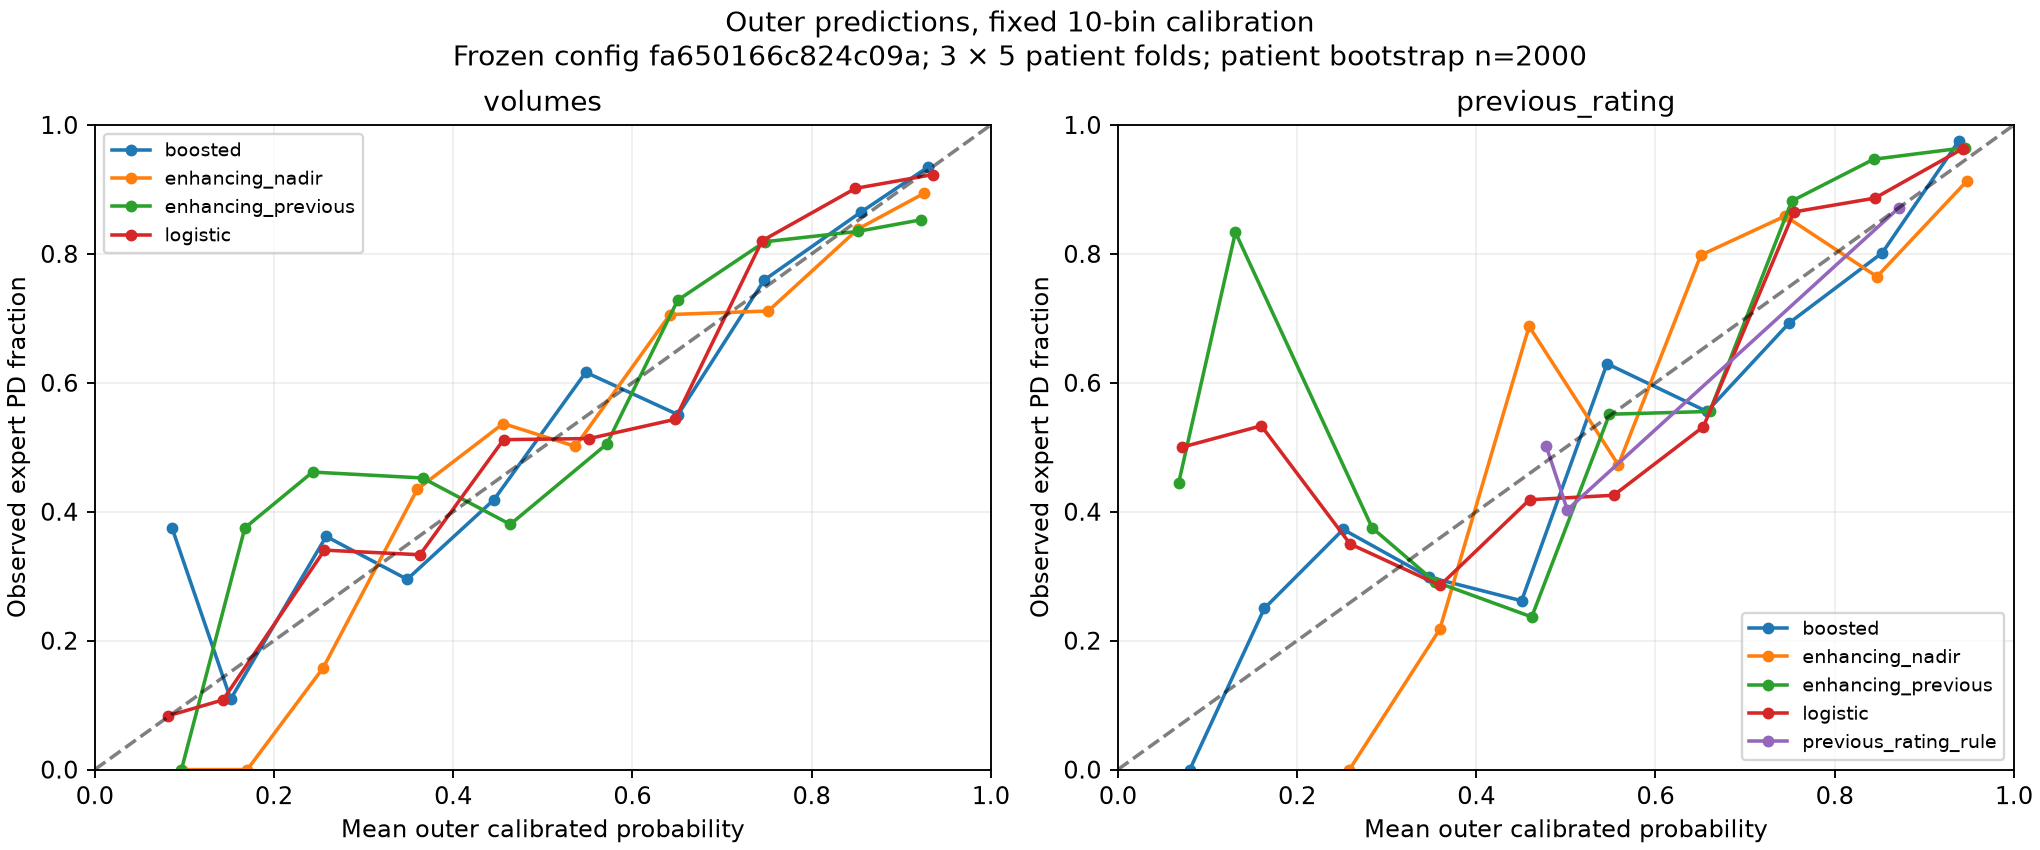 Outer predictions, fixed 10-bin calibration
Frozen config fa650166c824c09a; 3 × 5 patient folds; patient bootstrap n=2000
volumes
1.0
0.8
0.6
0.4
0.2
0.0
Observed expert PD fraction
boosted
enhancing_nadir
enhancing_previous
logistic
0.0 0.2 0.4 0.6 0.8 1.0
Mean outer calibrated probability
previous_rating
1.0
0.8
0.6
0.4
0.2
0.0
Observed expert PD fraction
boosted
enhancing_nadir
enhancing_previous
logistic
previous_rating_rule
0.0 0.2 0.4 0.6 0.8 1.0
Mean outer calibrated probability